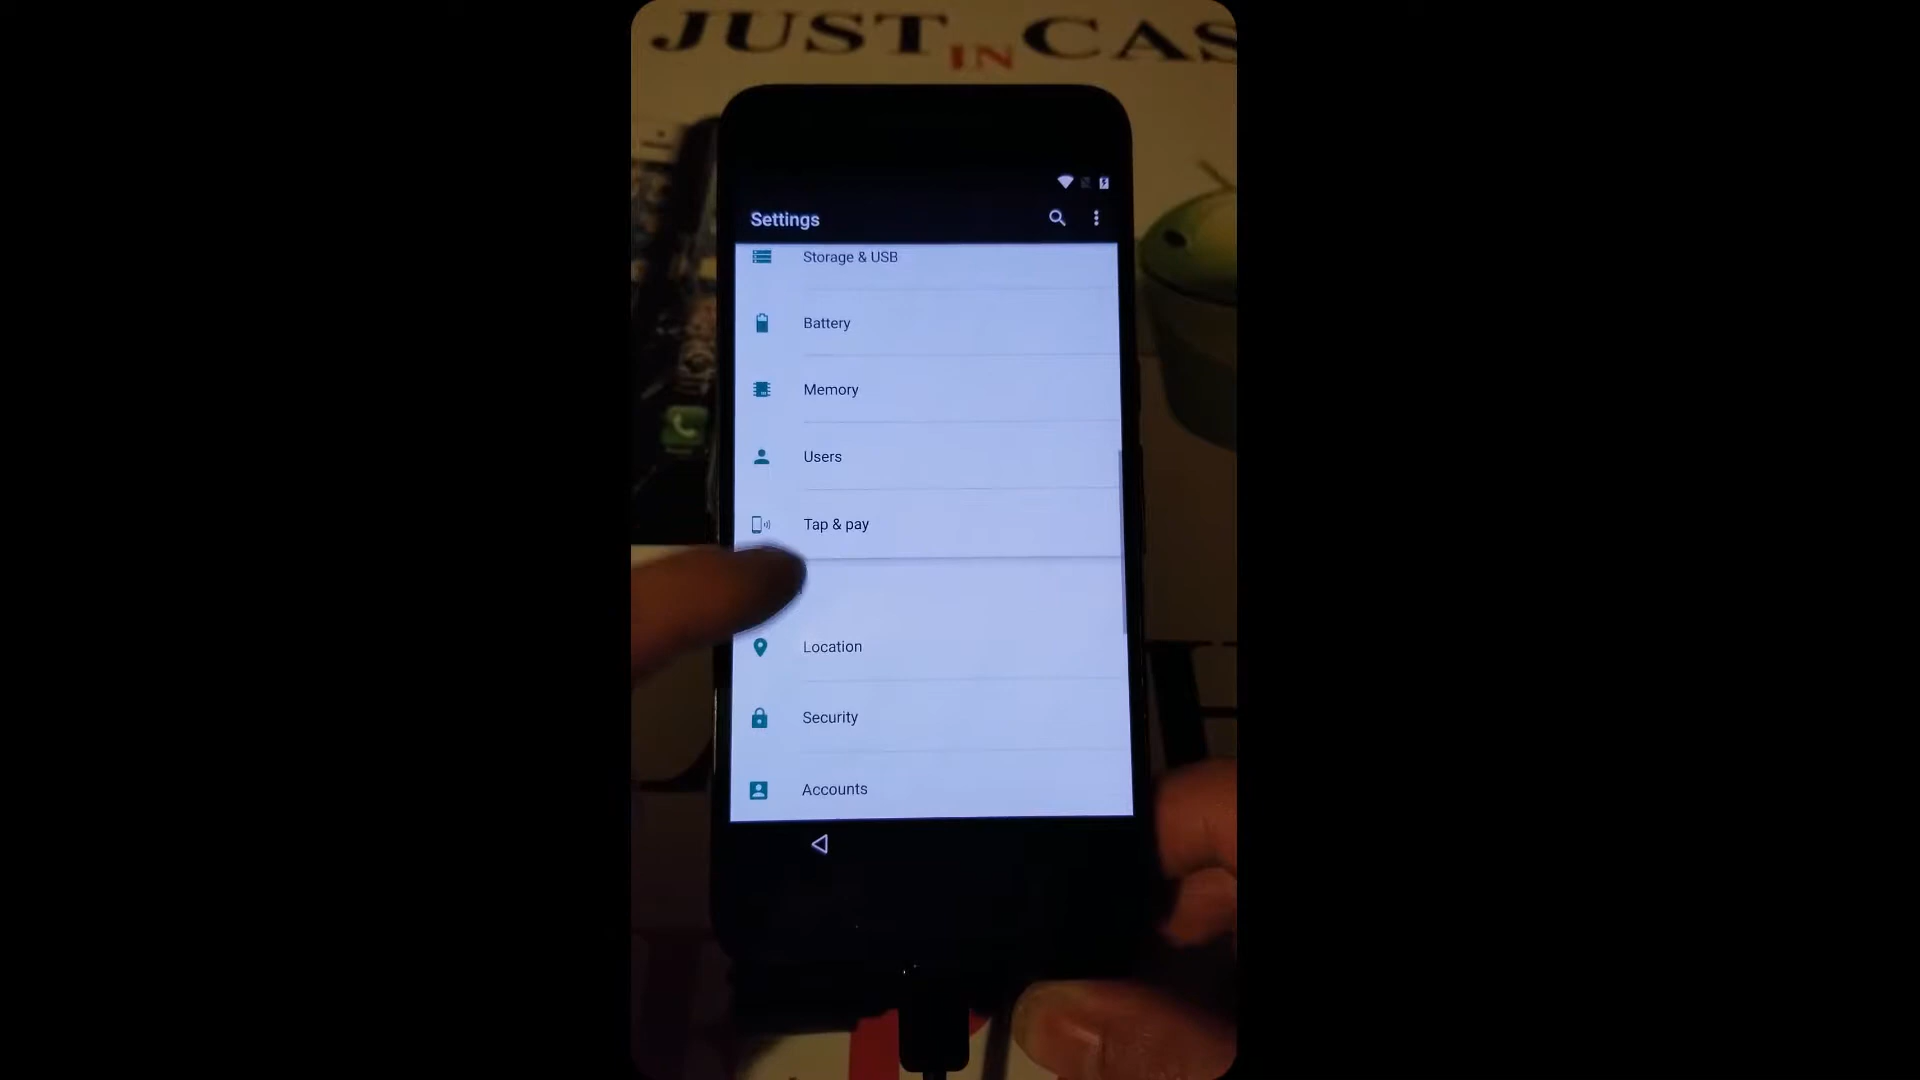 JUST IN CAS
Settings
Storage & USB
Battery
Memory
Users
Tap & pay
Location
Security
Accounts